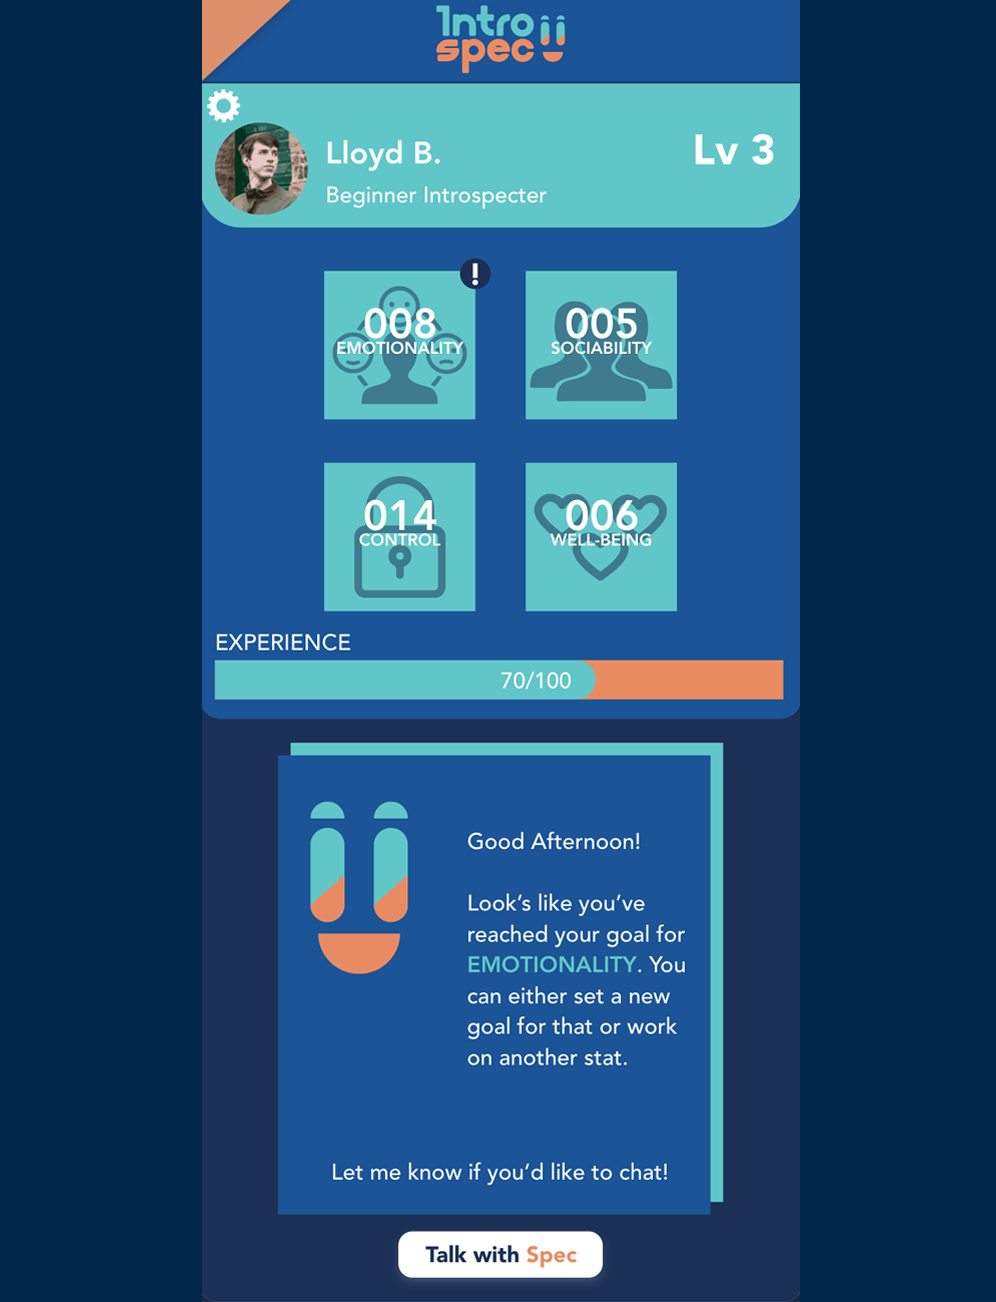 Intro
spec
Lloyd B.
Lv 3
Beginner Introspecter
!
008
EMOTIONALITY
005
SOCIABILITY
014
CONTROL
006
WELL-BEING
EXPERIENCE
70/100
Good Afternoon!
Look's like you've
reached your goal for
EMOTIONALITY. You
can either set a new
goal for that or work
on another stat.
Let me know if you'd like to chat!
Talk with Spec